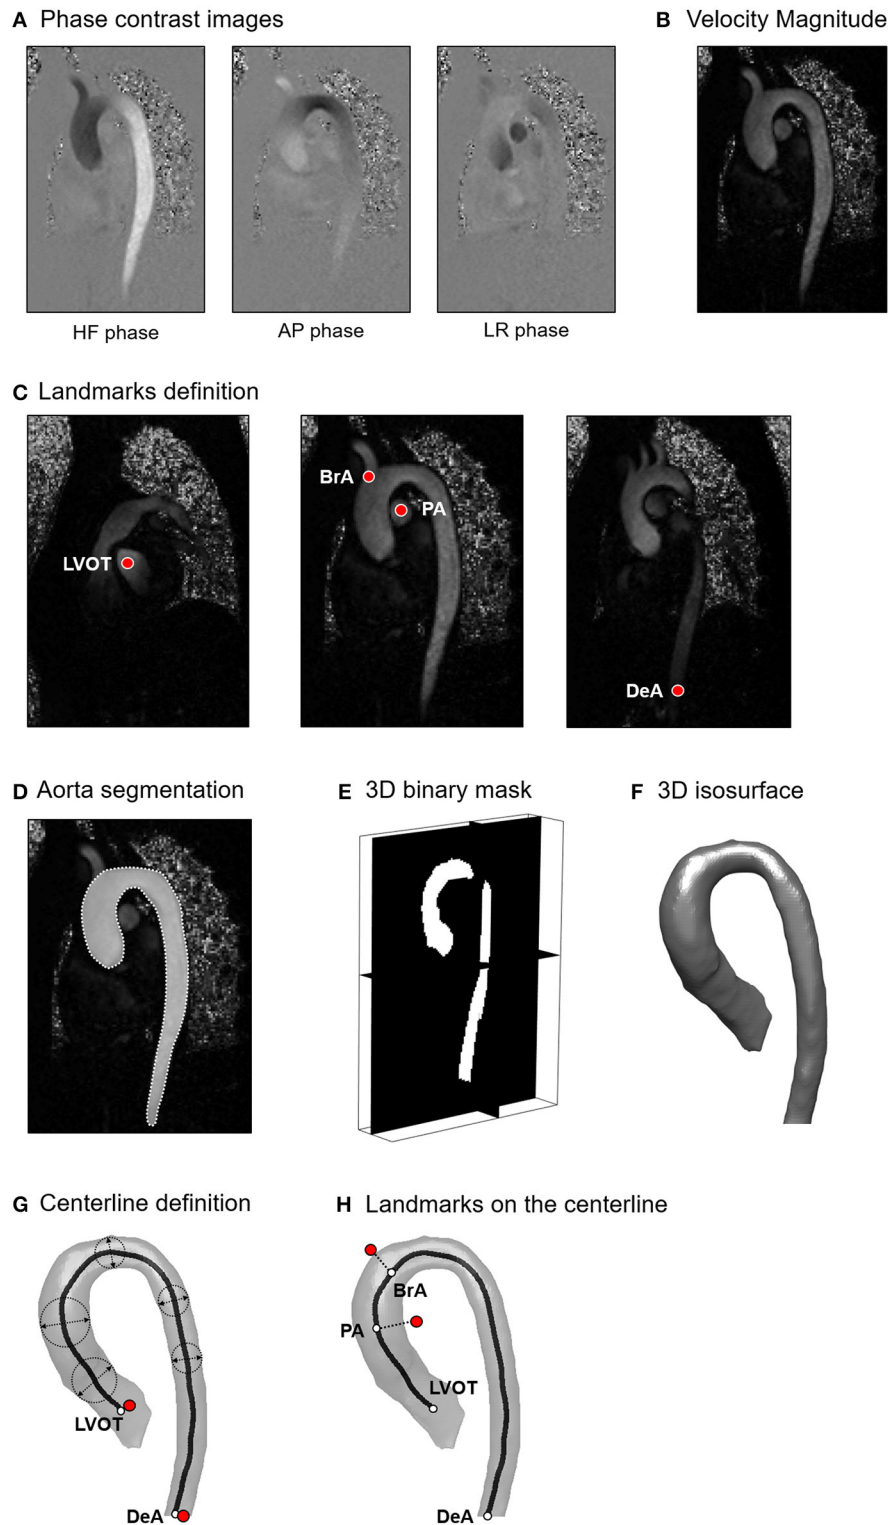 A Phase contrast images
B Velocity Magnitude
HF phase
AP phase
LR phase
C Landmarks definition
LVOT
BrA
PA
DeA
D Aorta segmentation
E 3D binary mask
F 3D isosurface
G Centerline definition
H Landmarks on the centerline
LVOT
DeA
BrA
PA
LVOT
DeA